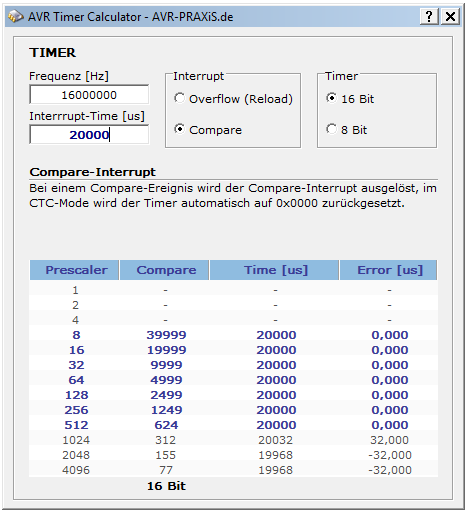 AVR Timer Calculator - AVR-PRAXiS.de
TIMER
Frequenz [Hz]
16000000
Interrrupt-Time [us]
20000
Interrupt
Overflow (Reload)
Compare
Timer
16 Bit
8 Bit
Compare-Interrupt
Bei einem Compare-Ereignis wird der Compare-Interrupt ausgelöst, im
CTC-Mode wird der Timer automatisch auf 0x0000 zurückgesetzt.
Prescaler Compare Time [us] Error [us]
1 - - -
2 - - -
4 - - -
8 39999 20000 0,000
16 19999 20000 0,000
32 9999 20000 0,000
64 4999 20000 0,000
128 2499 20000 0,000
256 1249 20000 0,000
512 624 20000 0,000
1024 312 20032 32,000
2048 155 19968 -32,000
4096 77 19968 -32,000
16 Bit